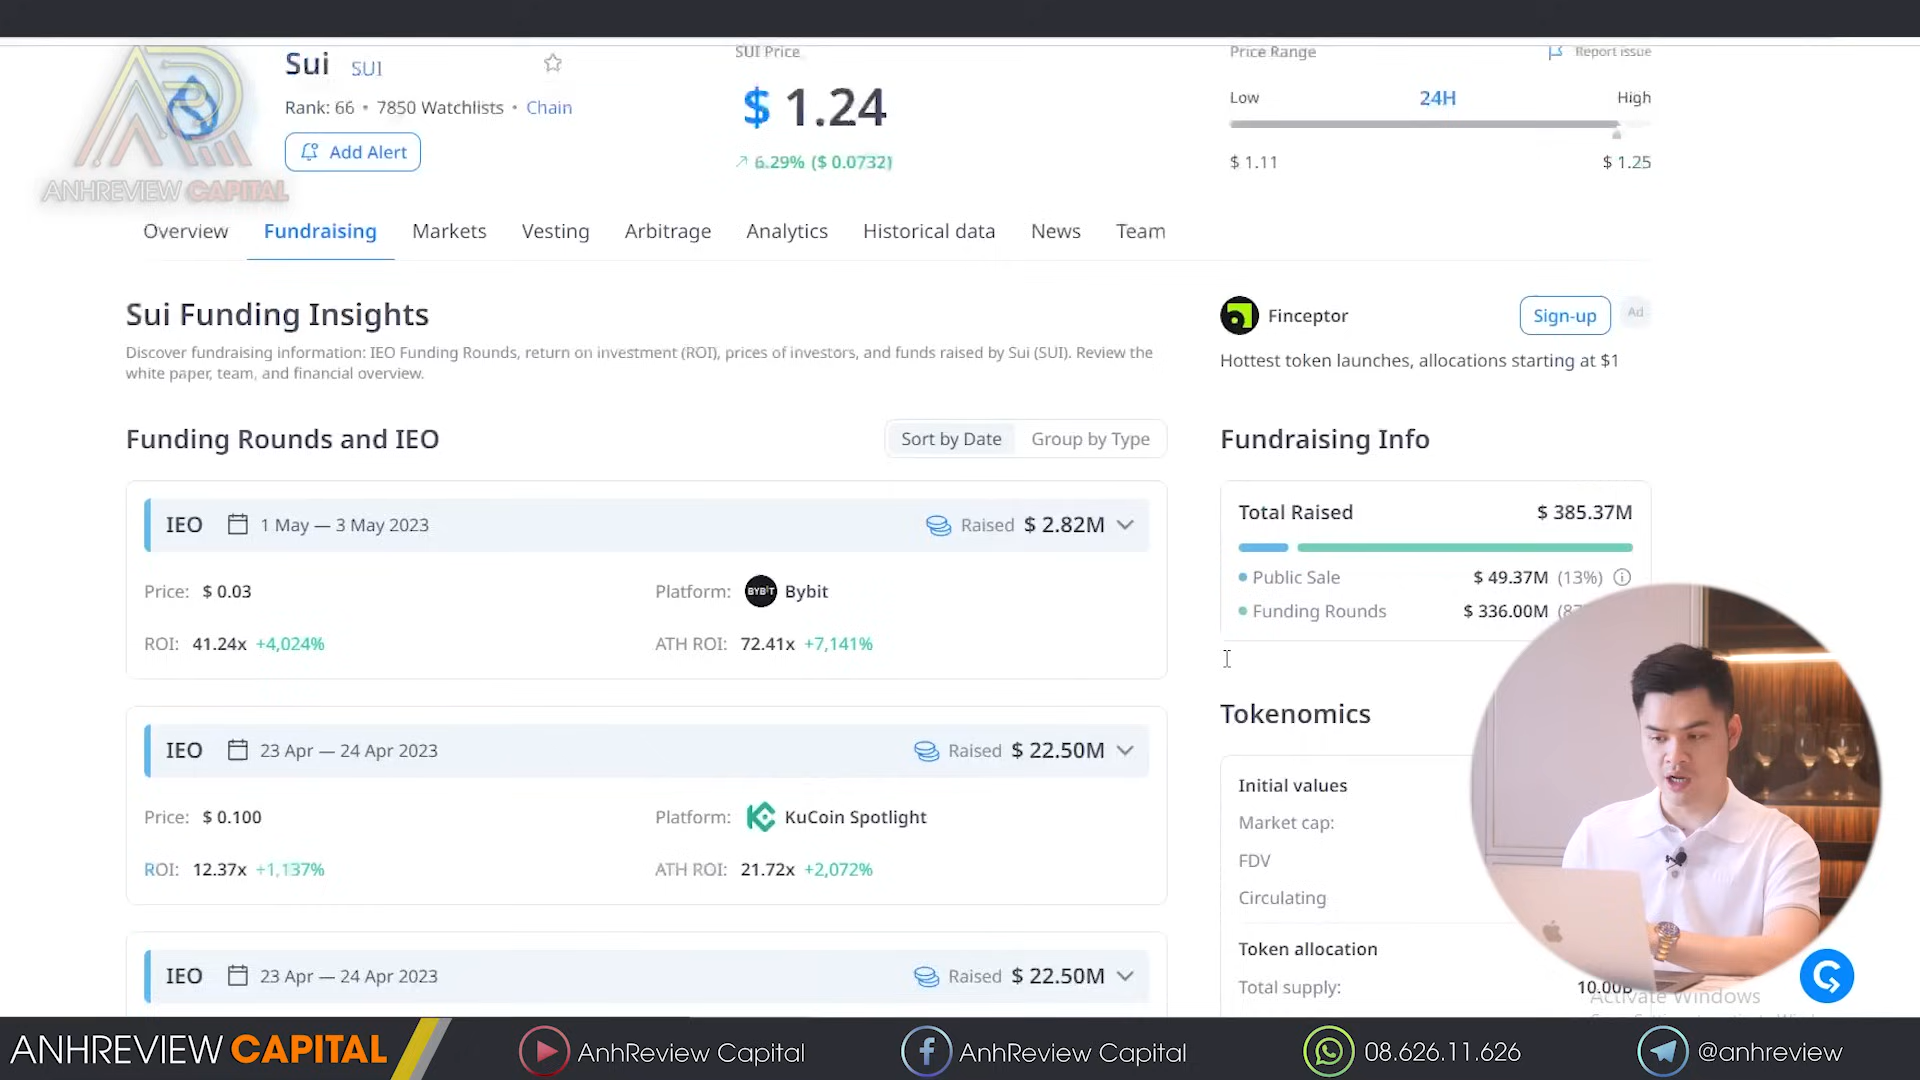 Sui SUI
SUI Price
Price Range
Report issue
Rank: 66 • 7850 Watchlists • Chain
$ 1.24
Low 24H High
Add Alert
6.29% ($ 0.0732)
$ 1.11
$ 1.25
ANHREVIEW CAPITAL
Overview Fundraising Markets Vesting Arbitrage Analytics Historical data News Team
Sui Funding Insights
Discover fundraising information: IEO Funding Rounds, return on investment (ROI), prices of investors, and funds raised by Sui (SUI). Review the
white paper, team, and financial overview.
Finceptor
Sign-up
Ad
Hottest token launches, allocations starting at $1
Funding Rounds and IEO
Sort by Date Group by Type
IEO 1 May — 3 May 2023 Raised $ 2.82M
Price: $ 0.03 Platform: BYBIT Bybit
ROI: 41.24x +4,024% ATH ROI: 72.41x +7,141%
IEO 23 Apr — 24 Apr 2023 Raised $ 22.50M
Price: $ 0.100 Platform: KuCoin Spotlight
ROI: 12.37x +1,137% ATH ROI: 21.72x +2,072%
IEO 23 Apr — 24 Apr 2023 Raised $ 22.50M
Fundraising Info
Total Raised $ 385.37M
Public Sale $ 49.37M (13%)
Funding Rounds $ 336.00M
Tokenomics
Initial values
Market cap:
FDV
Circulating
Token allocation
Total supply: 10.00B
Activate Windows
ANHREVIEW CAPITAL
AnhReview Capital
AnhReview Capital
08.626.11.626
@anhreview